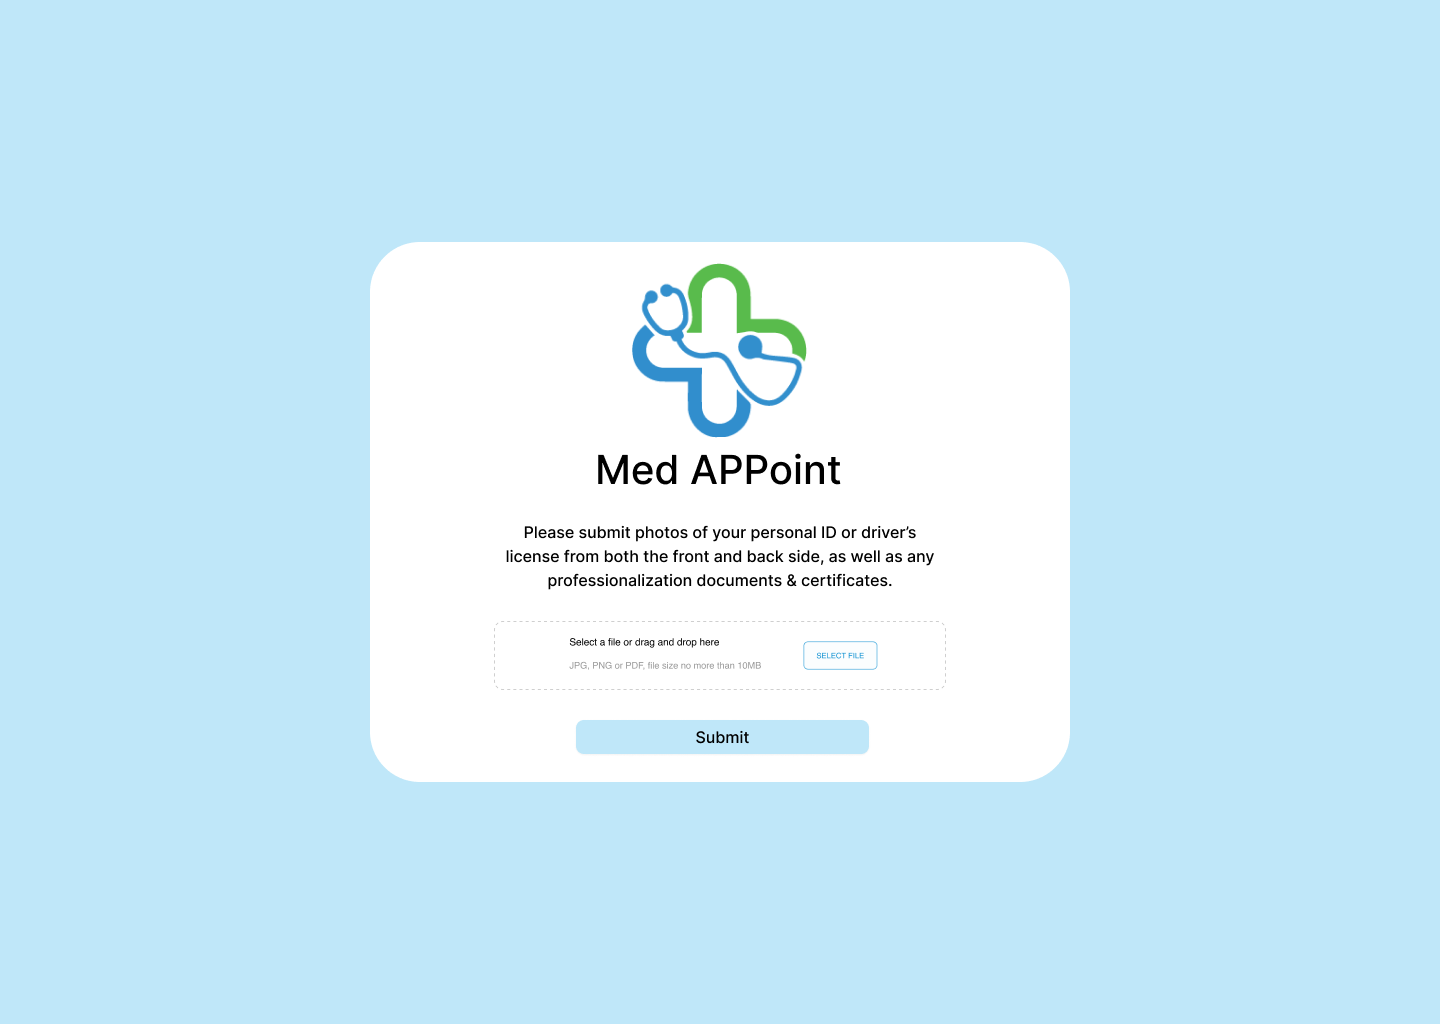 Med APPoint
Please submit photos of your personal ID or driver’s
license from both the front and back side, as well as any
professionalization documents & certificates.
Select a file or drag and drop here
JPG, PNG or PDF, file size no more than 10MB
SELECT FILE
Submit